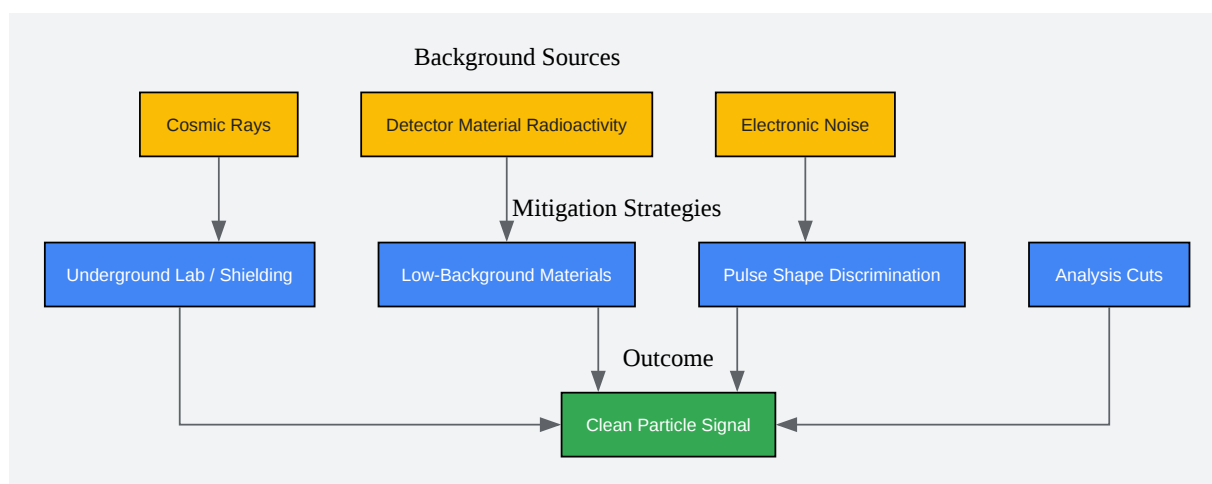 Background Sources
Cosmic Rays
Detector Material Radioactivity
Electronic Noise
Mitigation Strategies
Underground Lab / Shielding
Low-Background Materials
Pulse Shape Discrimination
Analysis Cuts
Outcome
Clean Particle Signal